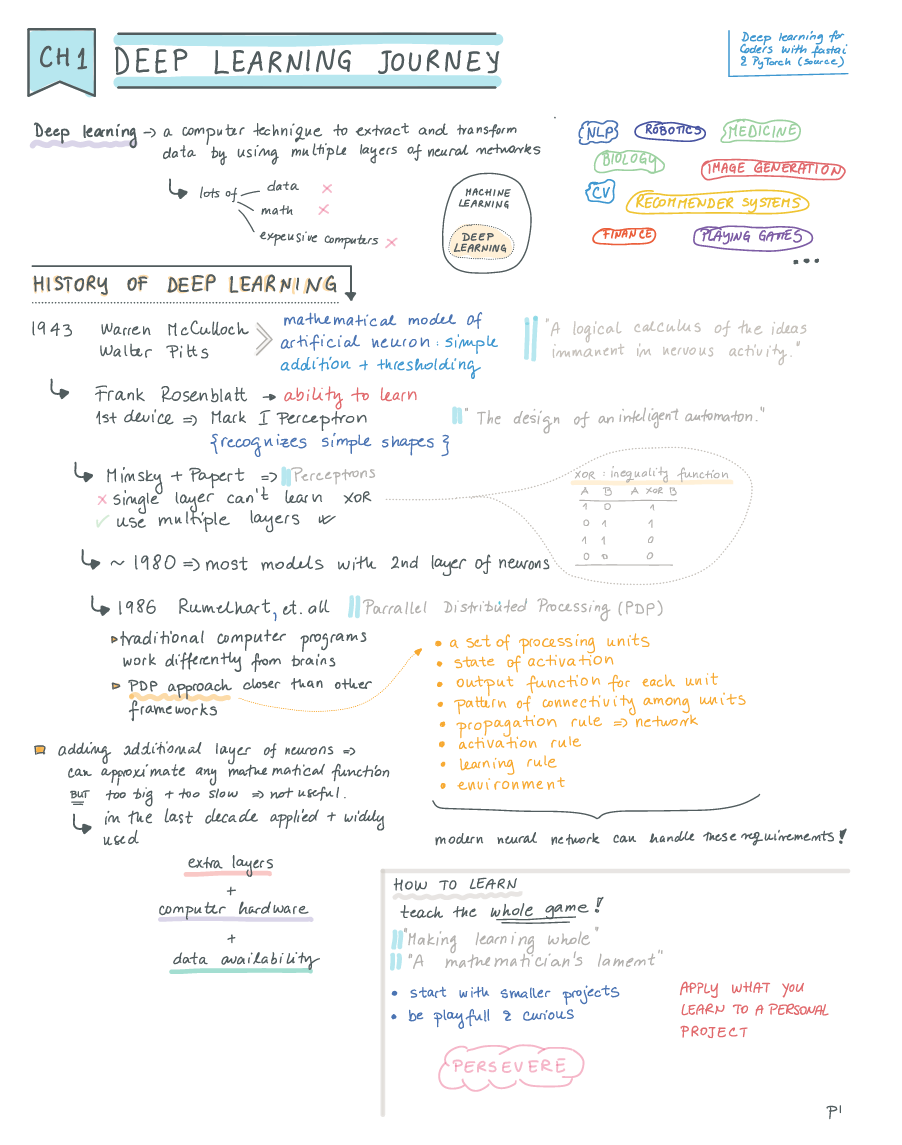 CH1
DEEP LEARNING JOURNEY
Deep learning for
Coders with fastai
& PyTorch (source)
Deep learning → a computer technique to extract and transform
data by using multiple layers of neural networks
lots of
data ✗
math ✗
expensive computers ✗
MACHINE
LEARNING
DEEP
LEARNING
NLP
ROBOTICS
MEDICINE
BIOLOGY
IMAGE GENERATION
CV
RECOMMENDER SYSTEMS
FINANCE
PLAYING GAMES
...
HISTORY OF DEEP LEARNING
1943 Warren McCulloch
Walter Pitts
mathematical model of
artificial neuron: simple
addition + thresholding
"A logical calculus of the ideas
immanent in nervous activity."
Frank Rosenblatt → ability to learn
1st device => Mark I Perceptron
{recognizes simple shapes}
" The design of an inteligent automaton."
Minsky + Papert => Perceptrons
✗ single layer can't learn XOR
✓ use multiple layers
XOR : inequality function
A B A XOR B
1 0 1
0 1 1
1 1 0
0 0 0
~ 1980 => most models with 2nd layer of neurons
1986 Rumelhart, et. all Parrallel Distributed Processing (PDP)
traditional computer programs
work differently from brains
PDP approach closer than other
frameworks
• a set of processing units
• state of activation
• output function for each unit
• pattern of connectivity among units
• propagation rule => network
• activation rule
• learning rule
• environment
modern neural network can handle these requirements!
adding additional layer of neurons =>
can approximate any mathematical function
BUT too big + too slow => not useful.
in the last decade applied + widly
used
extra layers
+
computer hardware
+
data availability
HOW TO LEARN
teach the whole game!
"Making learning whole"
"A mathematician's lament"
• start with smaller projects
• be playfull & curious
PERSEVERE
APPLY WHAT YOU
LEARN TO A PERSONAL
PROJECT
P1